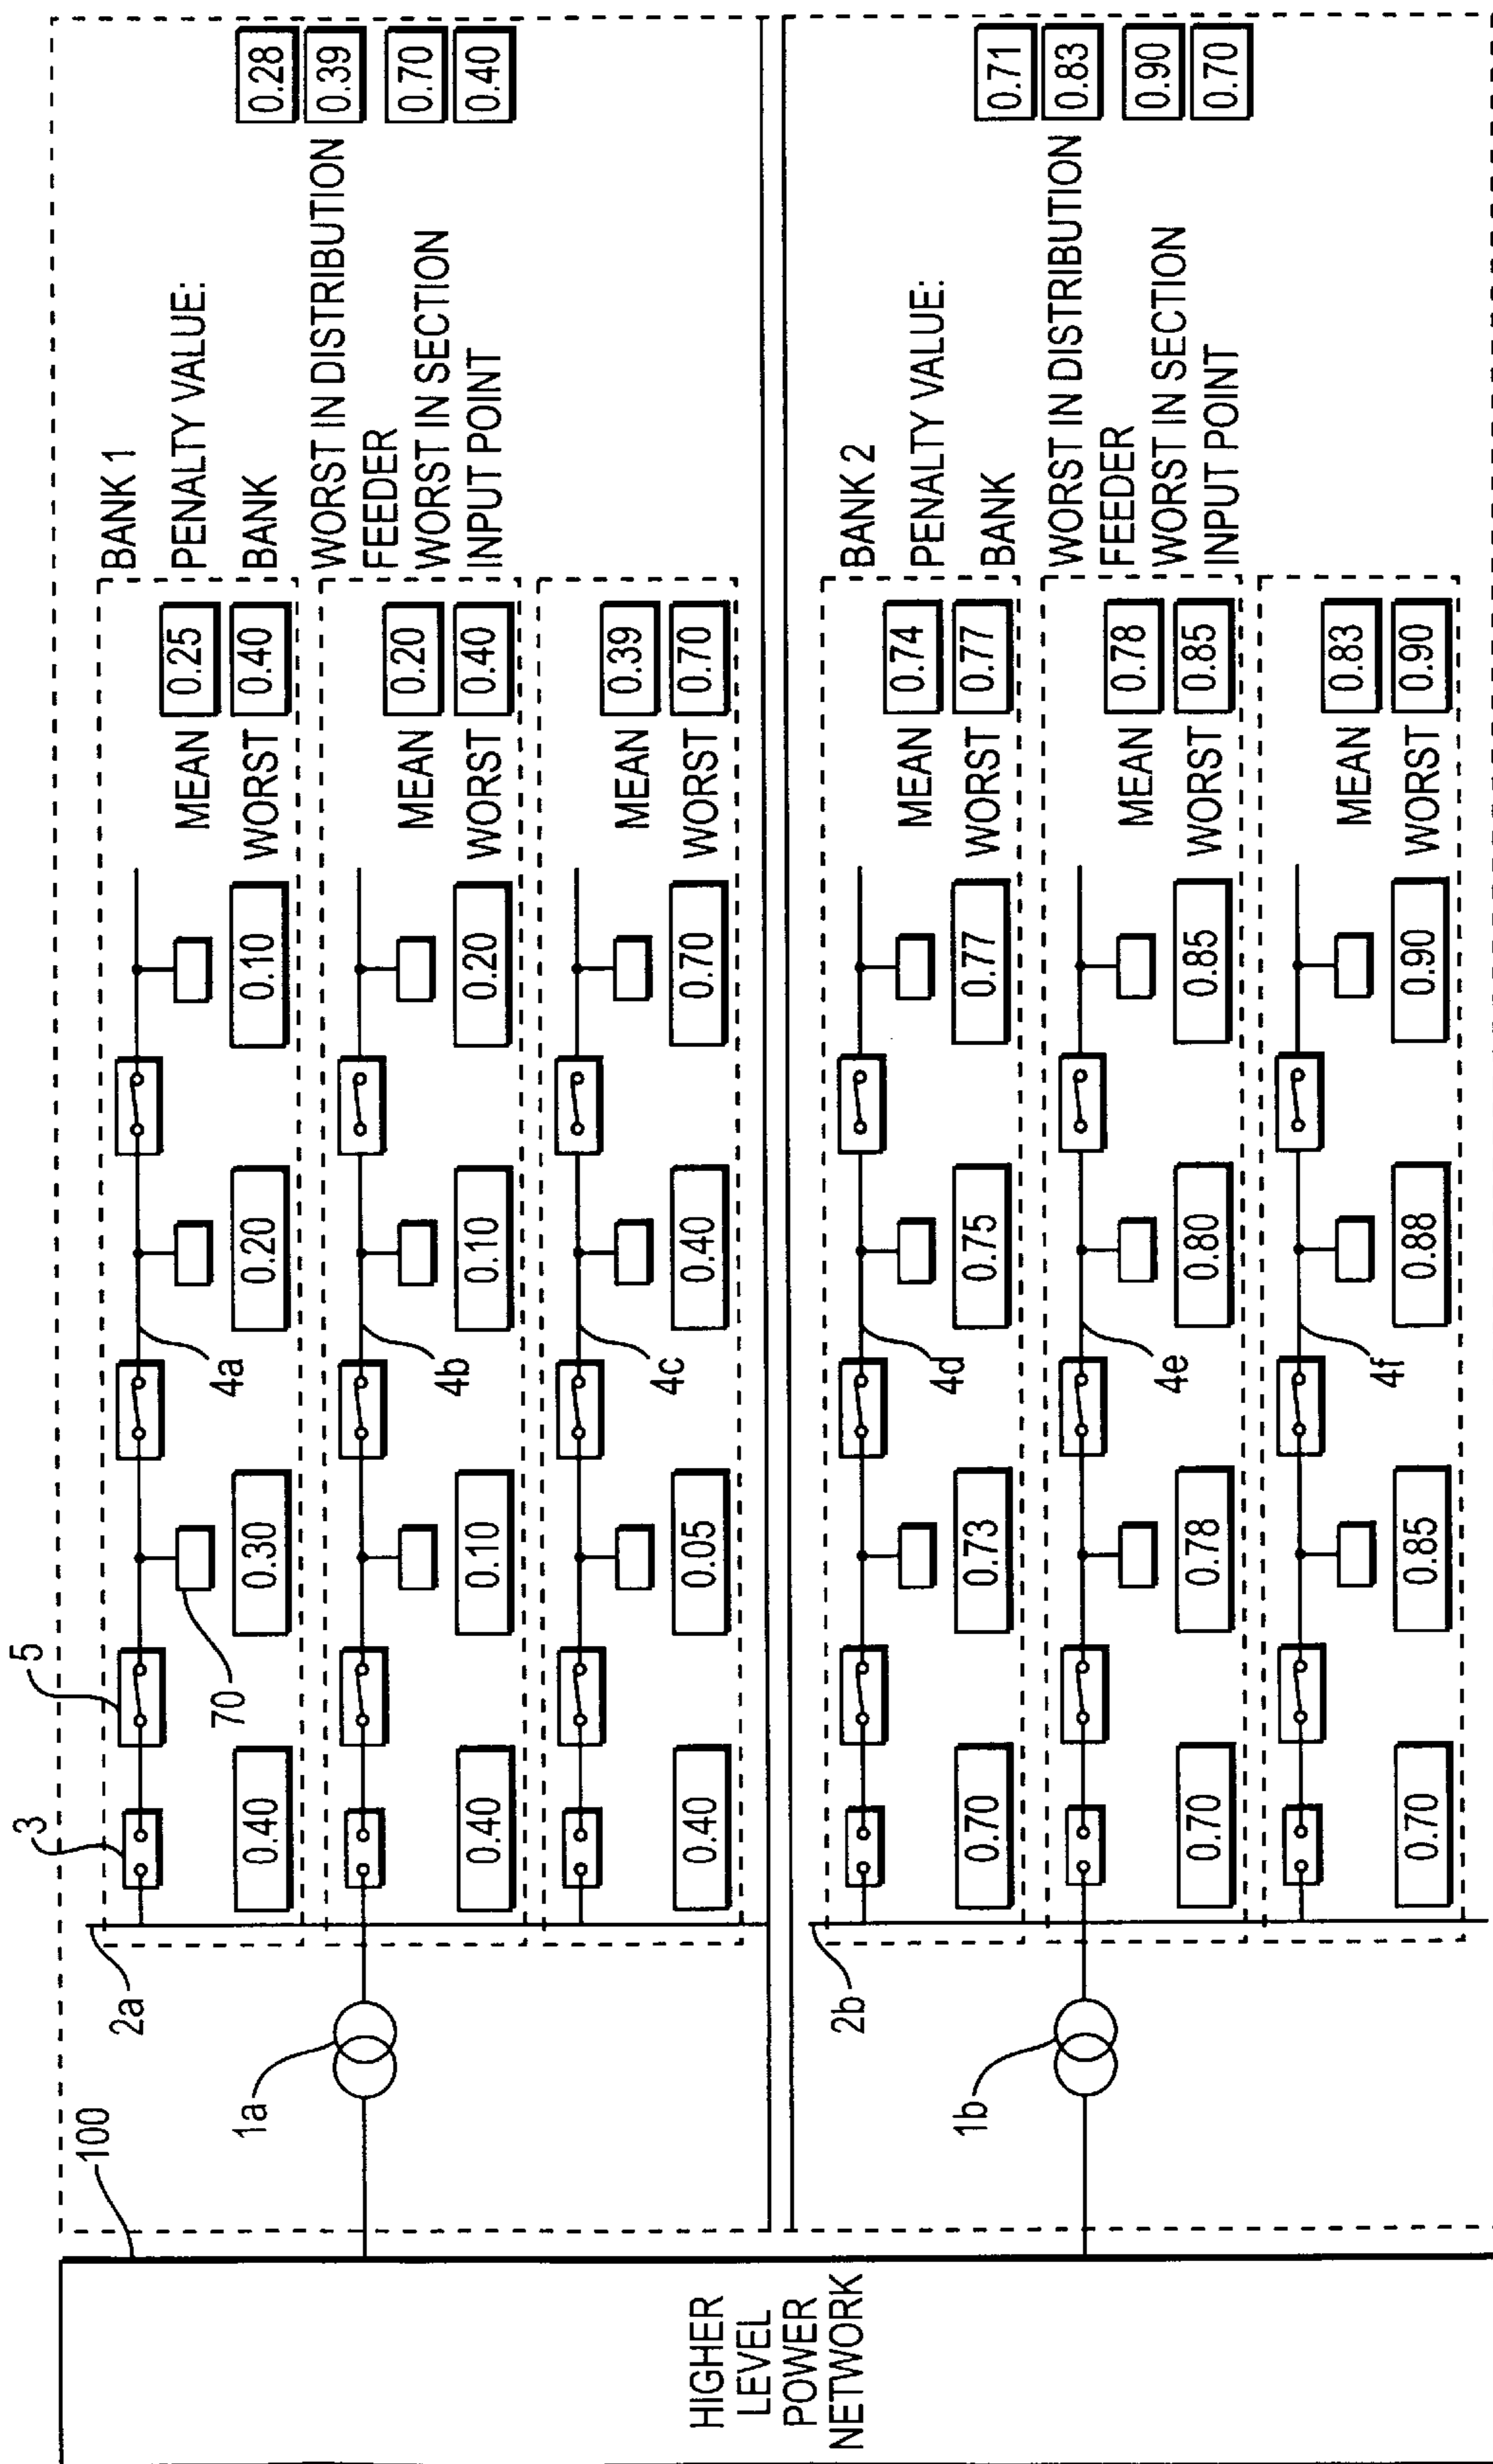 HIGHER
LEVEL
POWER
NETWORK
100
1a
2a
3
5
70
4a
0.40
0.30
0.20
0.10
MEAN 0.25
WORST 0.40
4b
0.40
0.10
0.10
0.20
MEAN 0.20
WORST 0.40
4c
0.40
0.05
0.40
0.70
MEAN 0.39
WORST 0.70
BANK 1
PENALTY VALUE:
BANK 0.28
WORST IN DISTRIBUTION 0.39
FEEDER
WORST IN SECTION 0.70
INPUT POINT 0.40
1b
2b
4d
0.70
0.73
0.75
0.77
MEAN 0.74
WORST 0.77
4e
0.70
0.78
0.80
0.85
MEAN 0.78
WORST 0.85
4f
0.70
0.85
0.88
0.90
MEAN 0.83
WORST 0.90
BANK 2
PENALTY VALUE:
BANK 0.71
WORST IN DISTRIBUTION 0.83
FEEDER
WORST IN SECTION 0.90
INPUT POINT 0.70